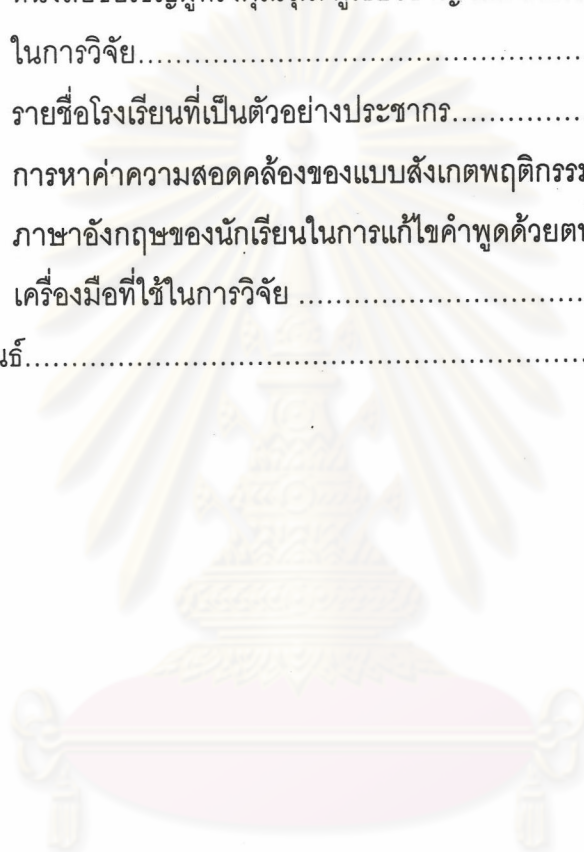 ในการวิจัย...............................................
รายชื่อโรงเรียนที่เป็นตัวอย่างประชากร..............
การหาค่าความสอดคล้องของแบบสังเกตพฤติกรรม
ภาษาอังกฤษของนักเรียนในการแก้ไขคำพูดด้วยตน
เครื่องมือที่ใช้ในการวิจัย ..............................
นธ์..............................................................